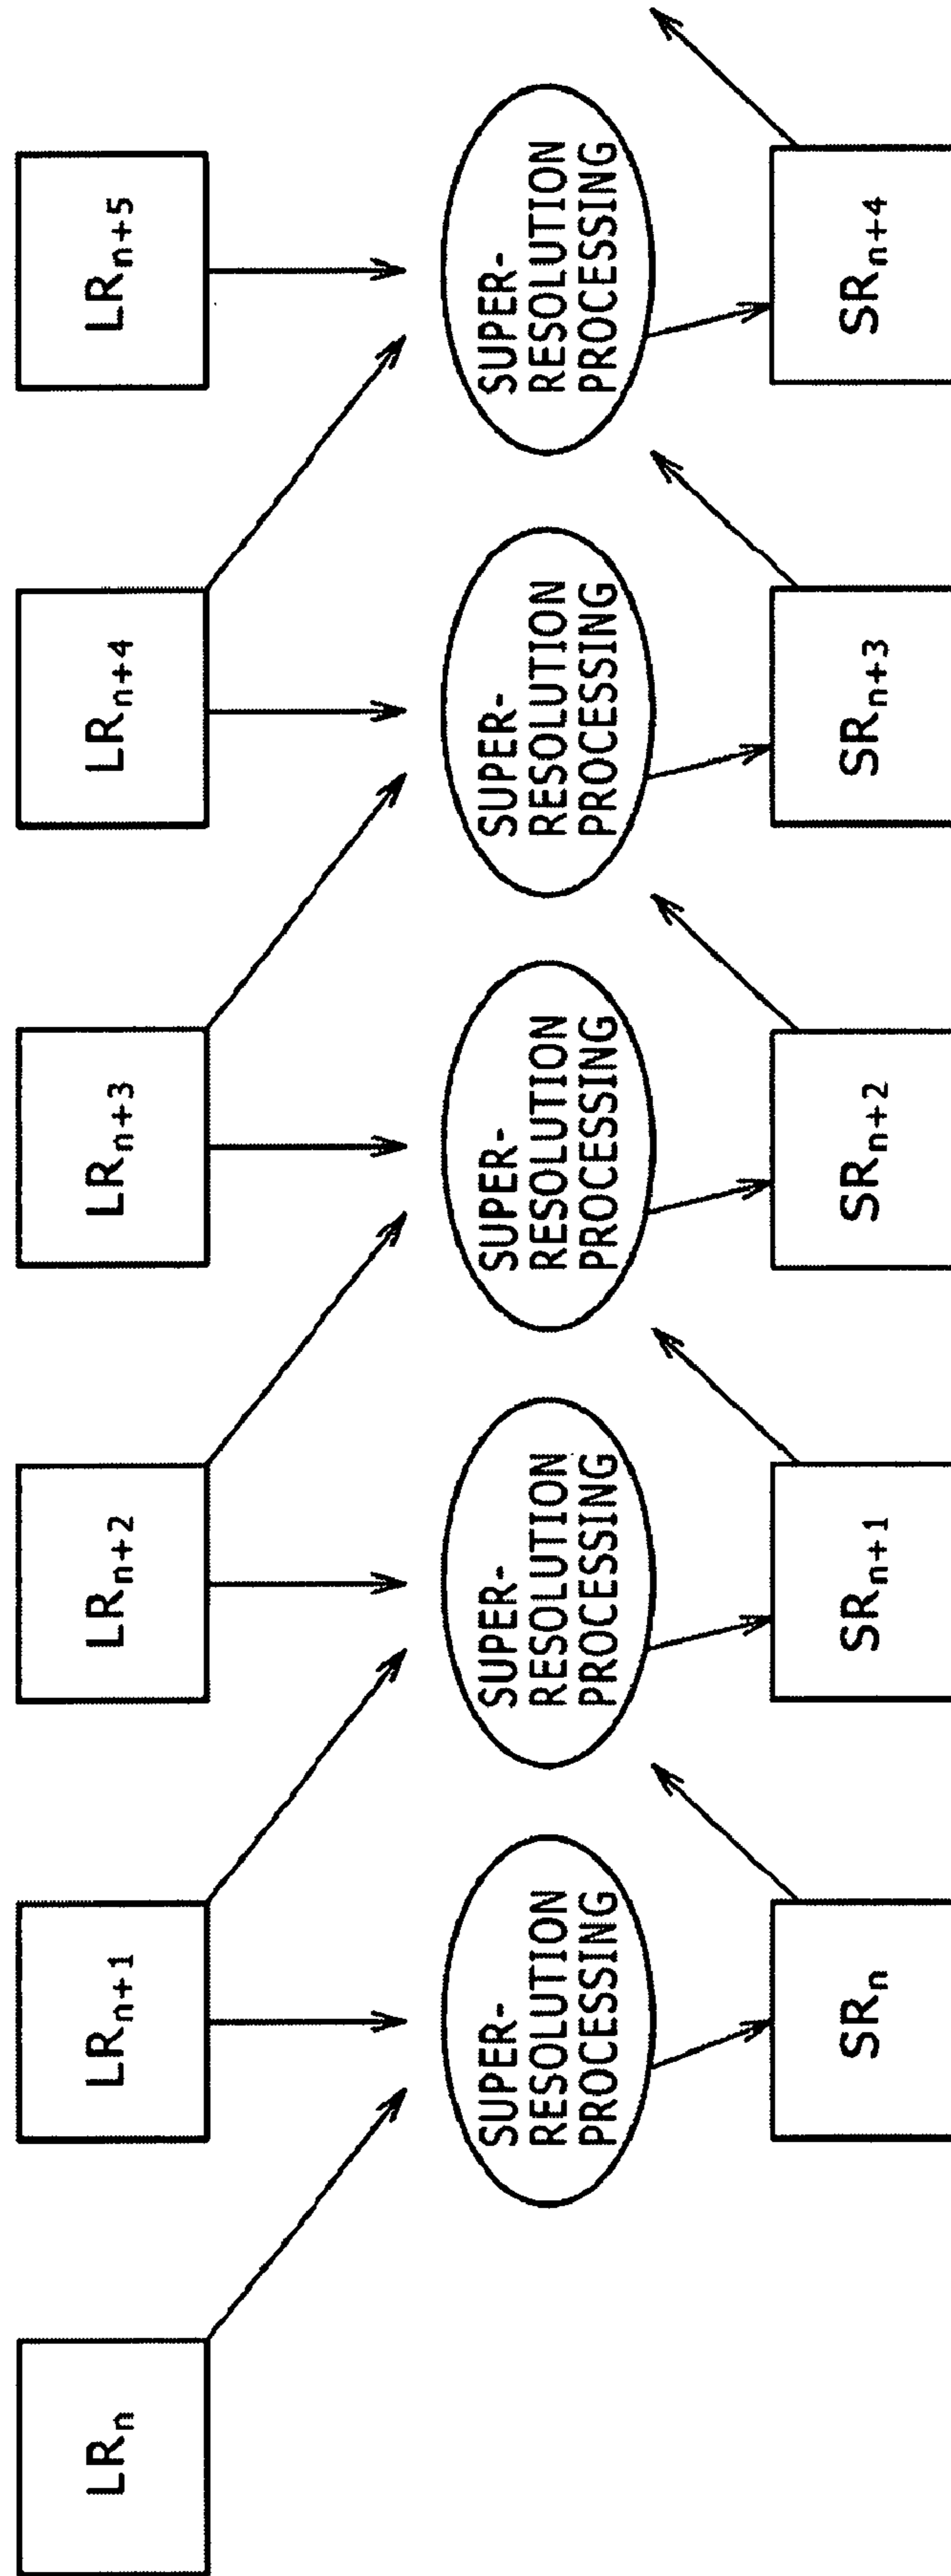 LRn
LRn+1
LRn+2
LRn+3
LRn+4
LRn+5
SUPER-
RESOLUTION
PROCESSING
SUPER-
RESOLUTION
PROCESSING
SUPER-
RESOLUTION
PROCESSING
SUPER-
RESOLUTION
PROCESSING
SUPER-
RESOLUTION
PROCESSING
SRn
SRn+1
SRn+2
SRn+3
SRn+4